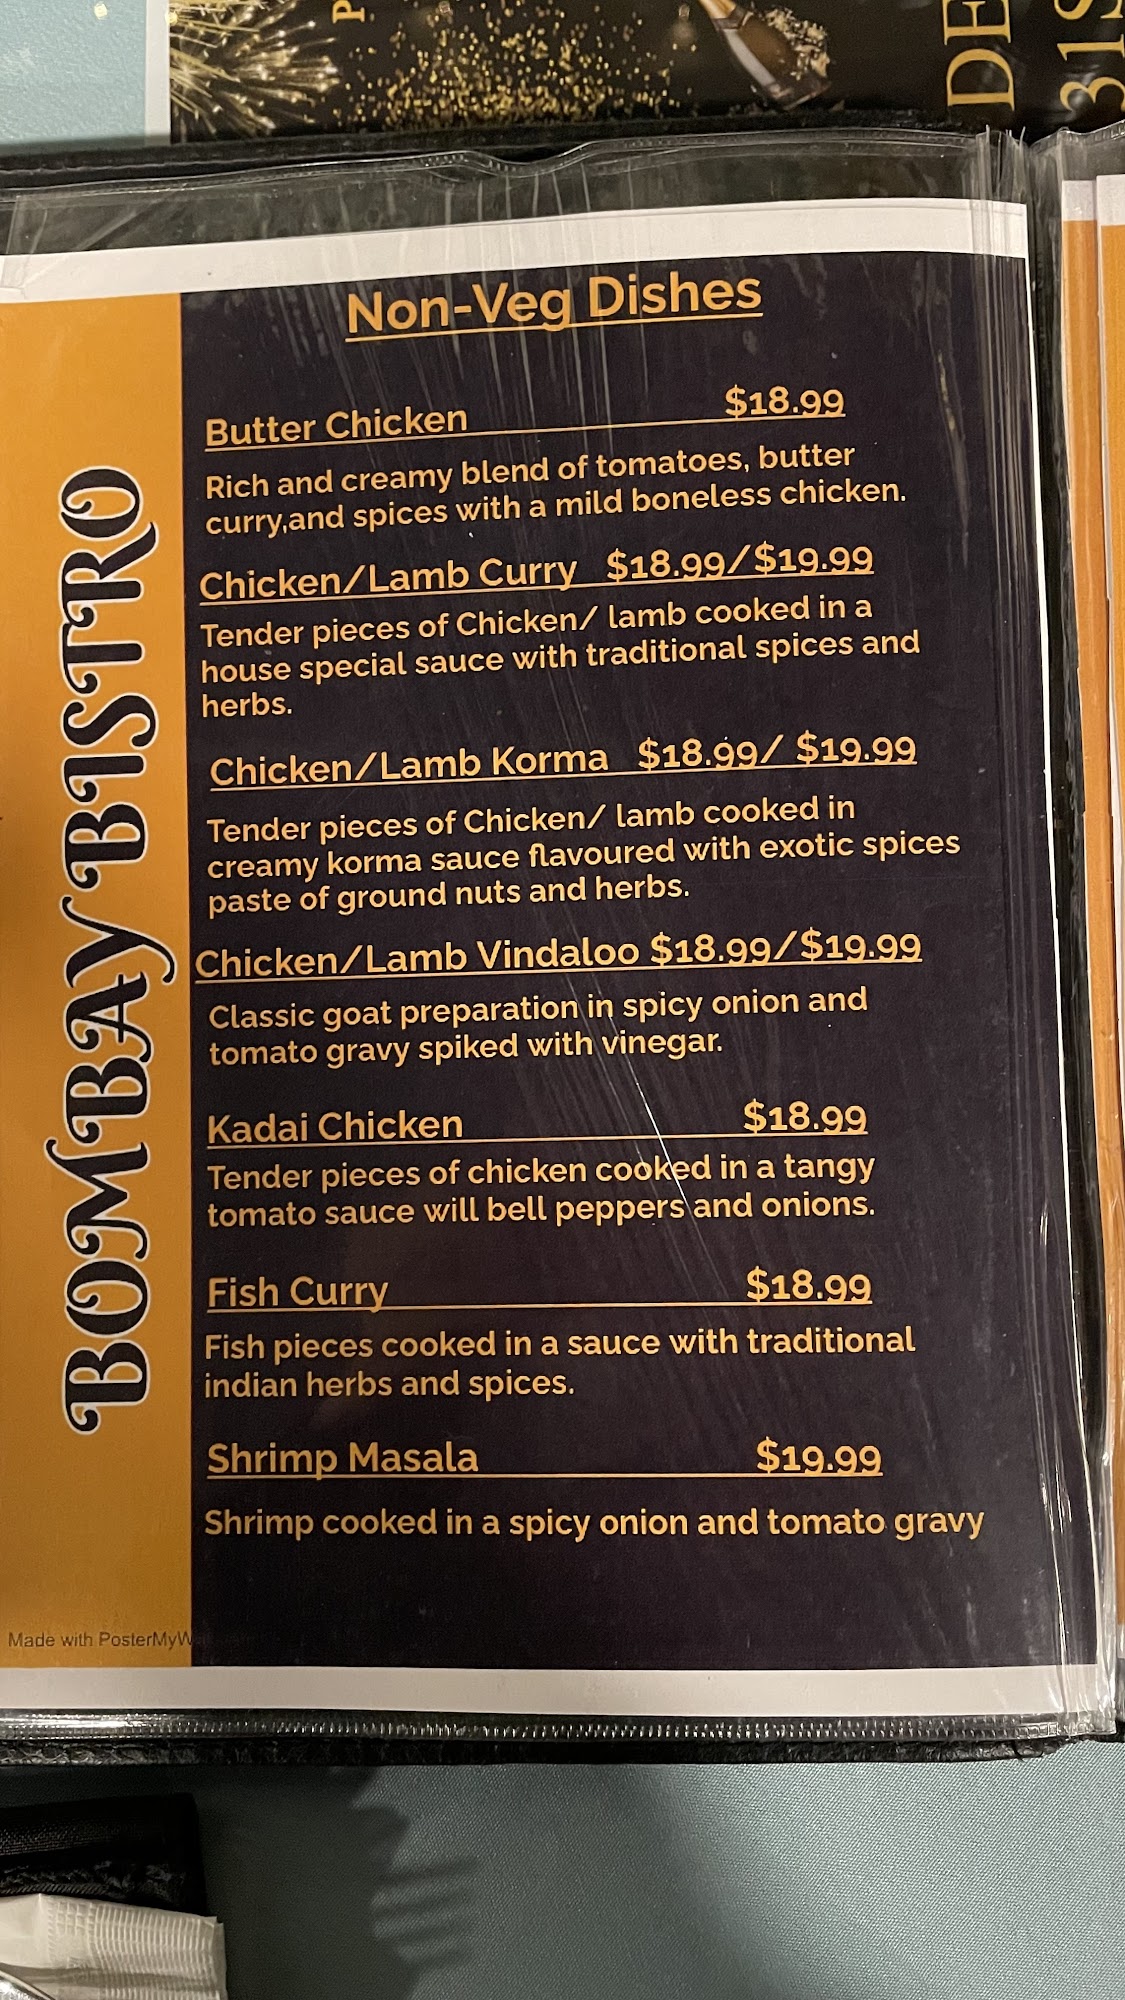 P
DE
31S
Non-Veg Dishes
Butter Chicken $18.99
Rich and creamy blend of tomatoes, butter
curry,and spices with a mild boneless chicken.
Chicken/Lamb Curry $18.99/$19.99
Tender pieces of Chicken/ lamb cooked in a
house special sauce with traditional spices and
herbs.
Chicken/Lamb Korma $18.99/ $19.99
Tender pieces of Chicken/ lamb cooked in
creamy korma sauce flavoured with exotic spices
paste of ground nuts and herbs.
Chicken/Lamb Vindaloo $18.99/$19.99
Classic goat preparation in spicy onion and
tomato gravy spiked with vinegar.
Kadai Chicken $18.99
Tender pieces of chicken cooked in a tangy
tomato sauce will bell peppers and onions.
Fish Curry $18.99
Fish pieces cooked in a sauce with traditional
indian herbs and spices.
Shrimp Masala $19.99
Shrimp cooked in a spicy onion and tomato gravy
BOMBAY BISTRO
Made with